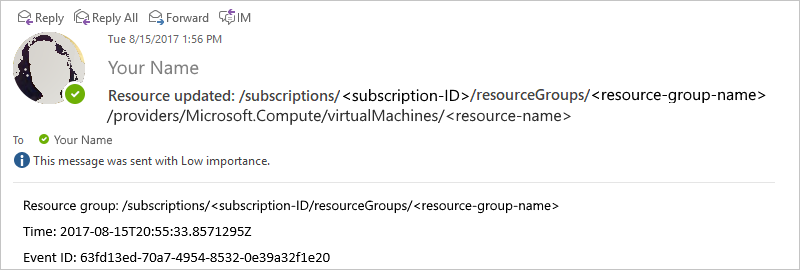 Reply Reply All Forward IM
Tue 8/15/2017 1:56 PM
Your Name
Resource updated: /subscriptions/<subscription-ID>/resourceGroups/<resource-group-name>
/providers/Microsoft.Compute/virtualMachines/<resource-name>
To Your Name
This message was sent with Low importance.
Resource group: /subscriptions/<subscription-ID/resourceGroups/<resource-group-name>
Time: 2017-08-15T20:55:33.8571295Z
Event ID: 63fd13ed-70a7-4954-8532-0e39a32f1e20